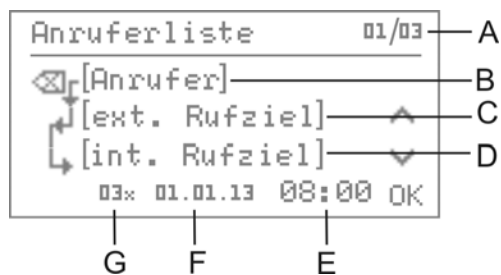 Anruferliste 01/03 A
[Anrufer] B
[ext. Rufziel] C
[int. Rufziel] D
03x 01.01.13 08:00 OK
G F E